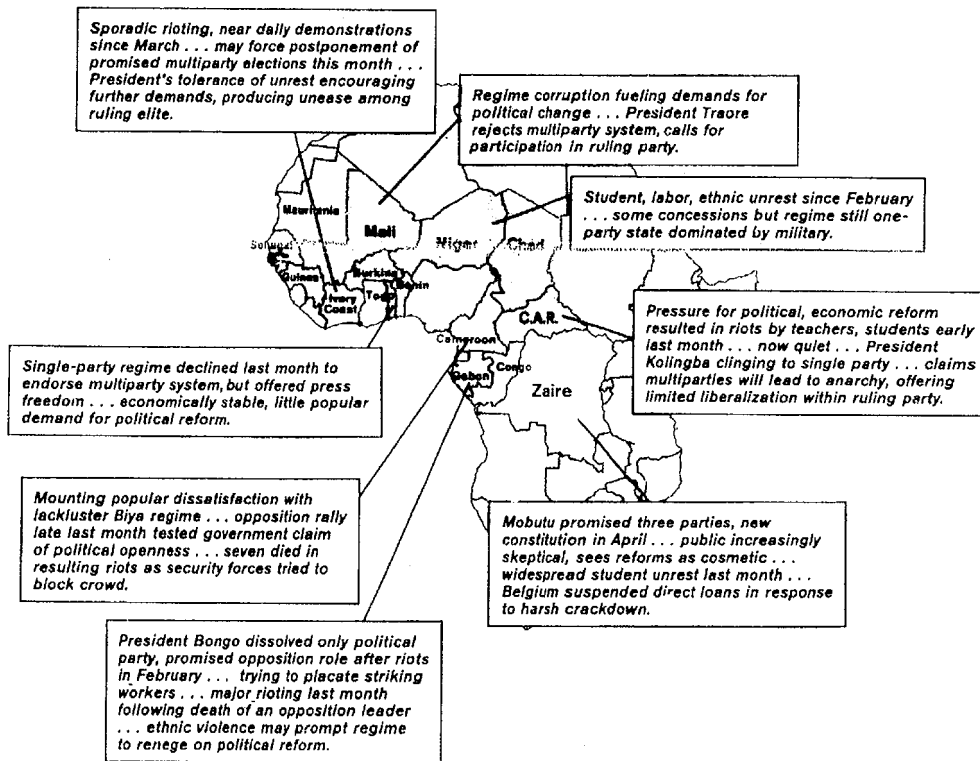 Sporadic rioting, near daily demonstrations
since March . . . may force postponement of
promised multiparty elections this month . . .
President's tolerance of unrest encouraging
further demands, producing unease among
ruling elite.
Regime corruption fueling demands for
political change . . . President Traore
rejects multiparty system, calls for
participation in ruling party.
Student, labor, ethnic unrest since February
. . . some concessions but regime still one-
party state dominated by military.
Mauritania
Mali
Niger
Chad
Senegal
Burkina
Benin
Guinea
Ivory
Coast
Togo
C.A.R.
Cameroon
Gabon
Congo
Zaire
Pressure for political, economic reform
resulted in riots by teachers, students early
last month . . . now quiet . . . President
Kolingba clinging to single party . . . claims
multiparties will lead to anarchy, offering
limited liberalization within ruling party.
Single-party regime declined last month to
endorse multiparty system, but offered press
freedom . . . economically stable, little popular
demand for political reform.
Mounting popular dissatisfaction with
lackluster Biya regime . . . opposition rally
late last month tested government claim
of political openness . . . seven died in
resulting riots as security forces tried to
block crowd.
Mobutu promised three parties, new
constitution in April . . . public increasingly
skeptical, sees reforms as cosmetic . . .
widespread student unrest last month . . .
Belgium suspended direct loans in response
to harsh crackdown.
President Bongo dissolved only political
party, promised opposition role after riots
in February . . . trying to placate striking
workers . . . major rioting last month
following death of an opposition leader
. . . ethnic violence may prompt regime
to renege on political reform.